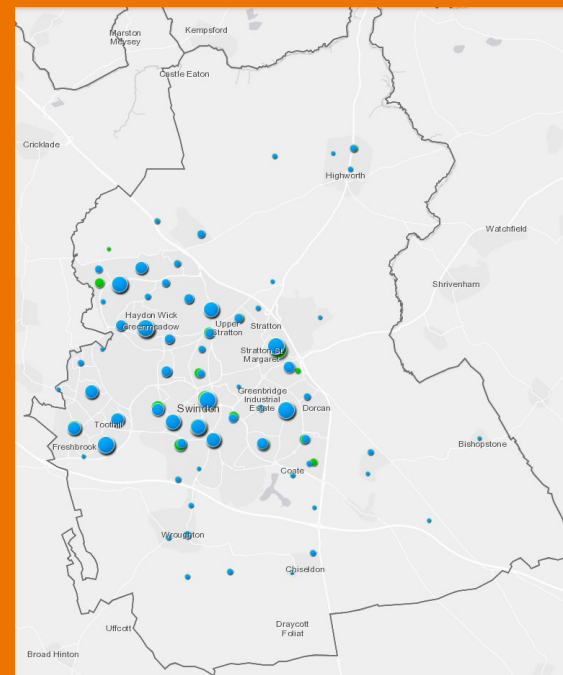 Marston
Meysey
Kempsford
Castle Eaton
Cricklade
Highworth
Watchfield
Shrivenham
Haydon Wick
Greenmeadow
Upper
Stratton
Stratton
Stratton St
Margaret
Greenbridge
Industrial
Estate
Swindon
Dorcan
Toothill
Freshbrook
Bishopstone
Coate
Wroughton
Chiseldon
Uffcott
Draycott
Foliat
Broad Hinton